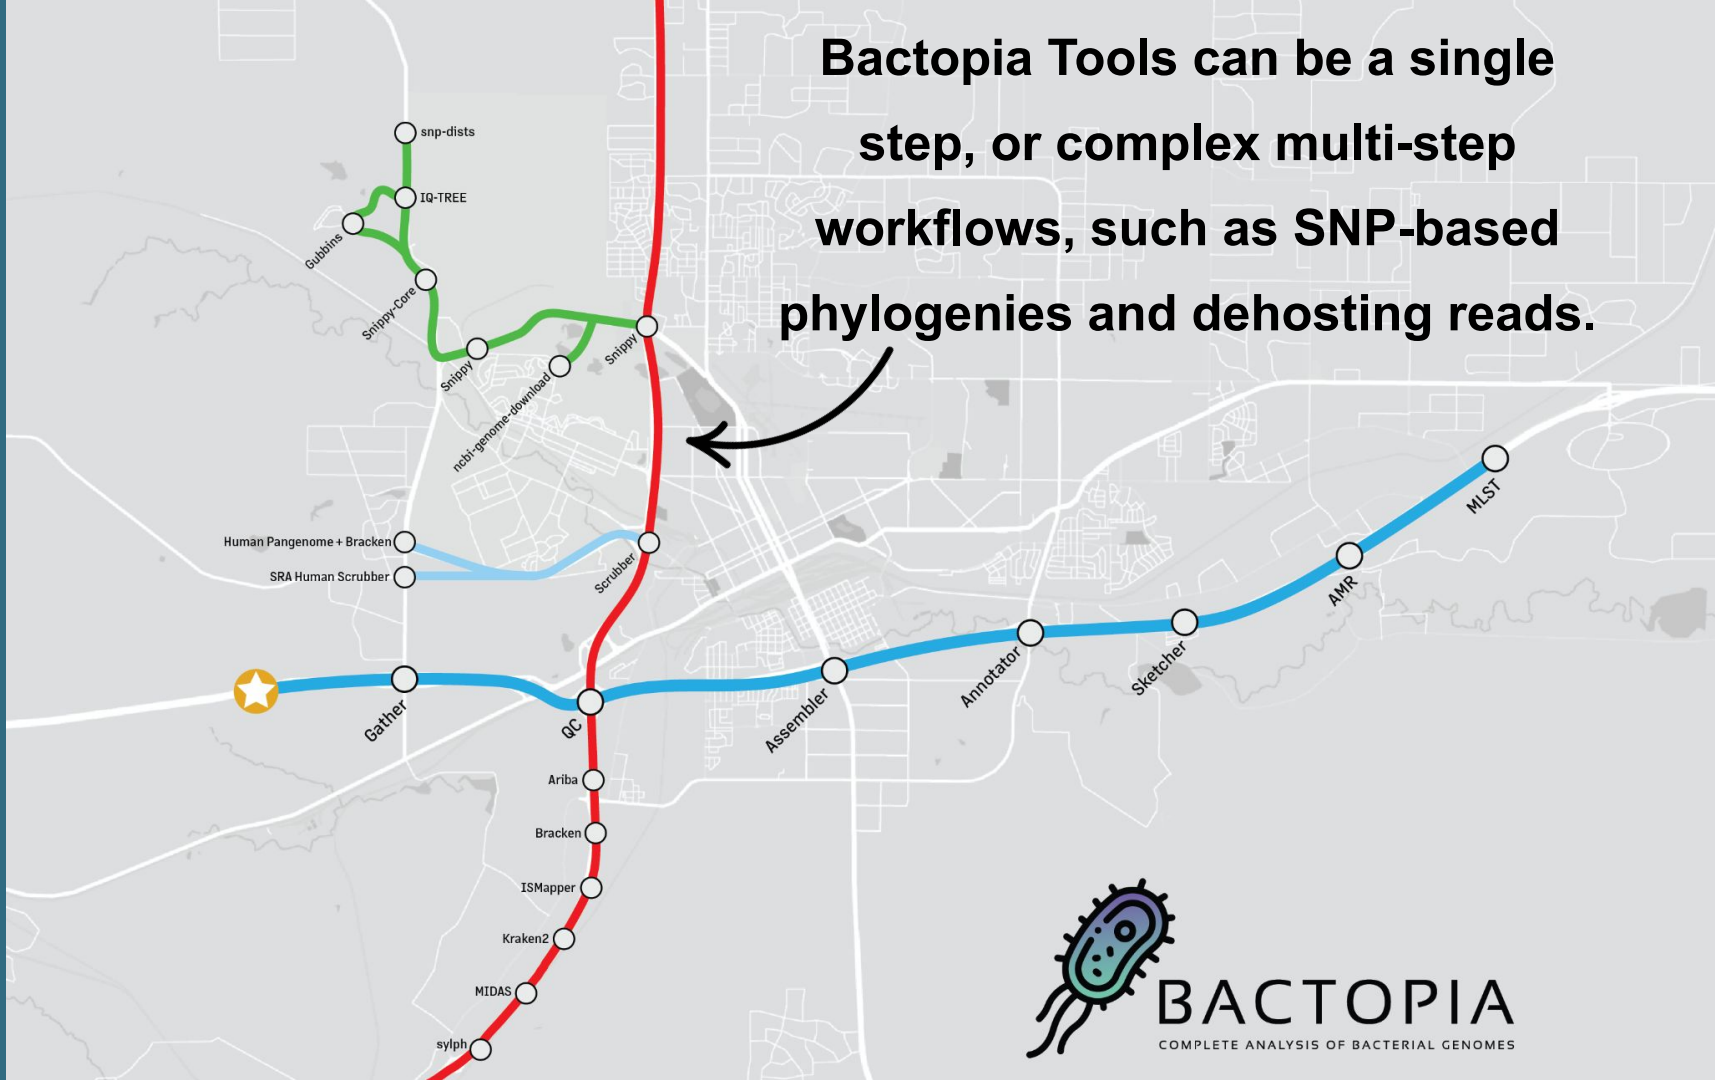 Bactopia Tools can be a single
step, or complex multi-step
workflows, such as SNP-based
phylogenies and dehosting reads.
snp-dists
IQ-TREE
Gubbins
Snippy-Core
Snippy
ncbi-genome-download
Snippy
Human Pangenome + Bracken
SRA Human Scrubber
Scrubber
Gather
QC
Assembler
Annotator
Sketcher
AMR
MLST
Ariba
Bracken
ISMapper
Kraken2
MIDAS
sylph
BACTOPIA
COMPLETE ANALYSIS OF BACTERIAL GENOMES